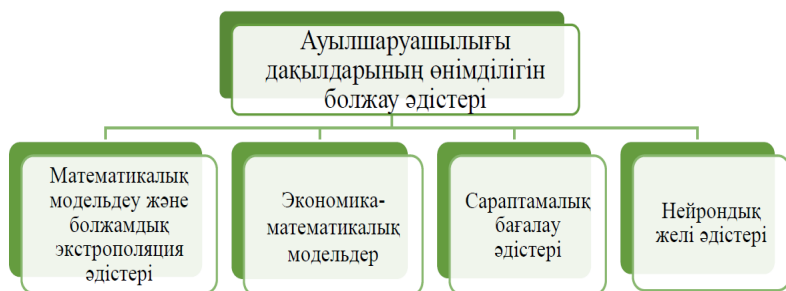 Ауылшаруашылығы
дақылдарының өнімділігін
болжау әдістері
Математикалық
модельдеу және
болжамдық
экстрополяция
әдістері
Экономика-
математикалық
модельдер
Сараптамалық
бағалау
әдістері
Нейрондық
желі әдістері